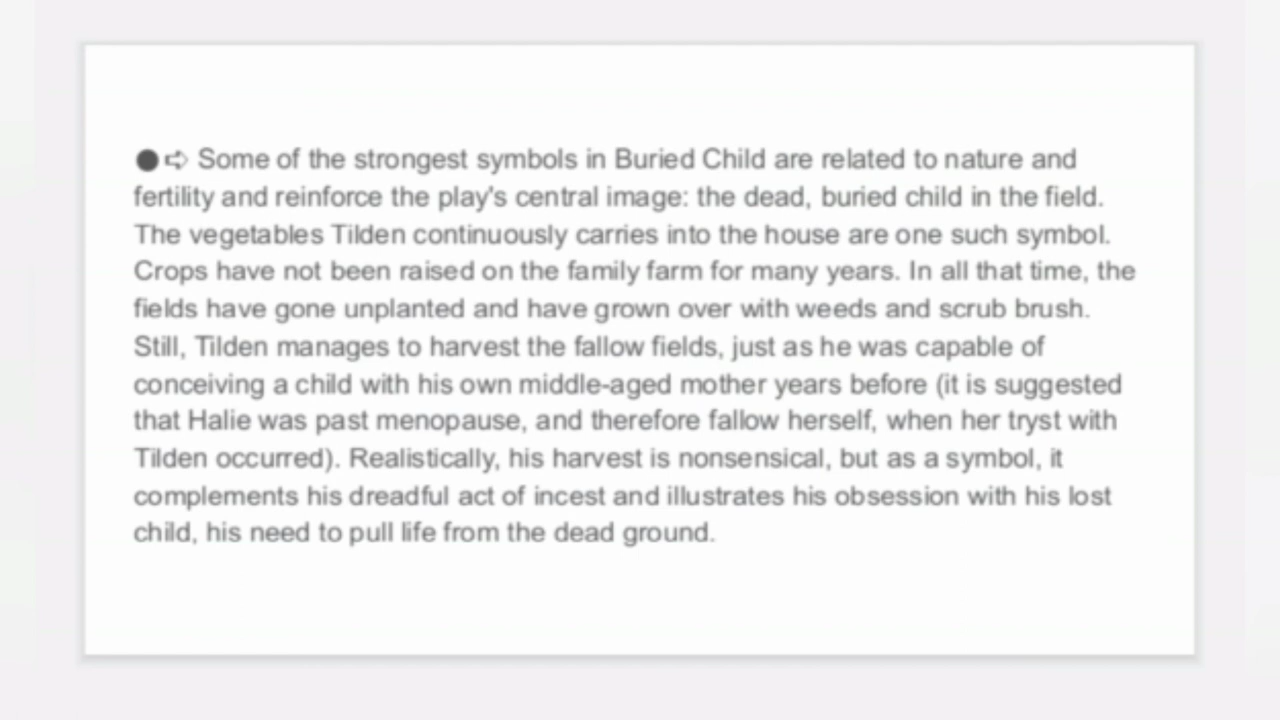 ●➪ Some of the strongest symbols in Buried Child are related to nature and
fertility and reinforce the play's central image: the dead, buried child in the field.
The vegetables Tilden continuously carries into the house are one such symbol.
Crops have not been raised on the family farm for many years. In all that time, the
fields have gone unplanted and have grown over with weeds and scrub brush.
Still, Tilden manages to harvest the fallow fields, just as he was capable of
conceiving a child with his own middle-aged mother years before (it is suggested
that Halie was past menopause, and therefore fallow herself, when her tryst with
Tilden occurred). Realistically, his harvest is nonsensical, but as a symbol, it
complements his dreadful act of incest and illustrates his obsession with his lost
child, his need to pull life from the dead ground.